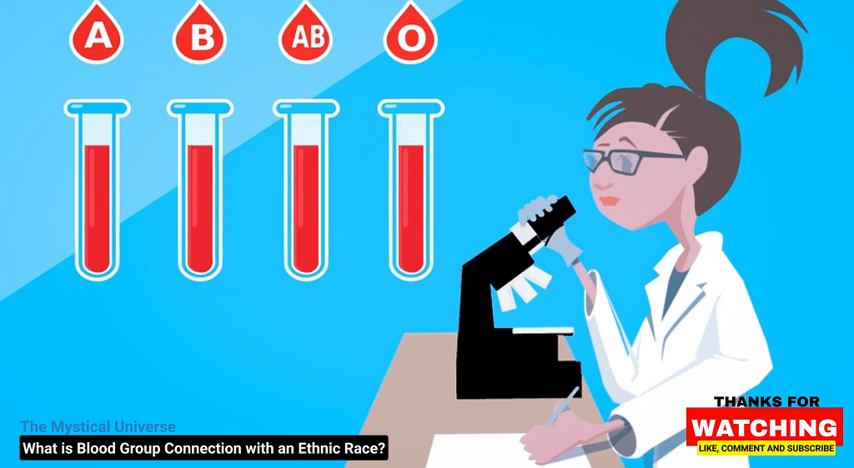 A
B
AB
O
The Mystical Universe
What is Blood Group Connection with an Ethnic Race?
THANKS FOR
WATCHING
LIKE, COMMENT AND SUBSCRIBE